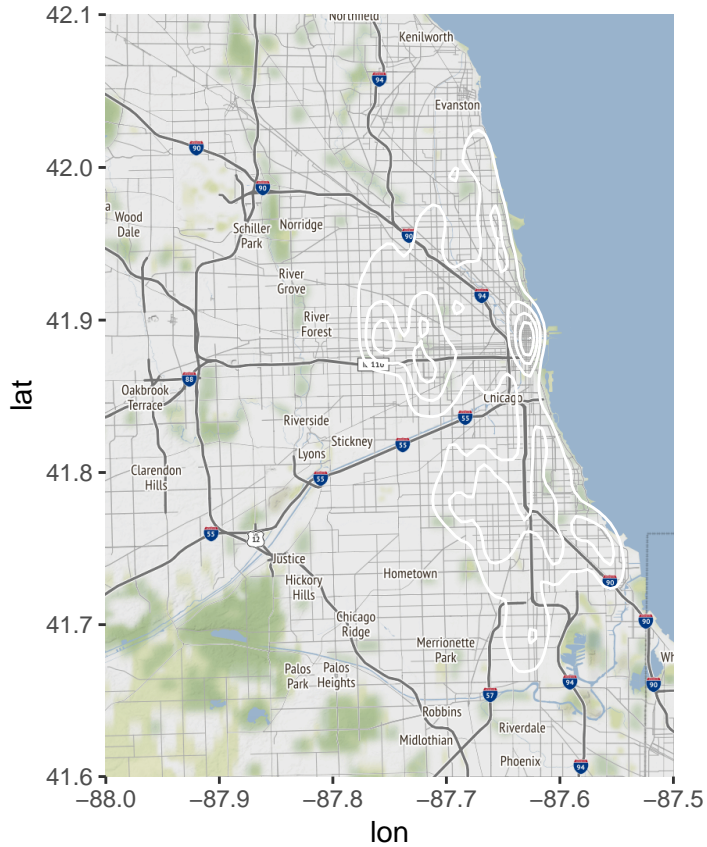 42.1
Northfield
Kenilworth
94
Evanston
90
42.0
90
Wood
Dale
Schiller
Park
Norridge
90
River
Grove
94
41.9
River
Forest
88
Oakbrook
Terrace
Chicago
Riverside
55
Stickney
55
Lyons
41.8
Clarendon
Hills
55
55
12
Justice
Hometown
Hickory
Hills
90
41.7
Chicago
Ridge
90
Merrionette
Park
Palos
Park
Palos
Heights
Wh
94
90
57
Robbins
Riverdale
Midlothian
Phoenix
94
41.6
−88.0 −87.9 −87.8 −87.7 −87.6 −87.5
lon
lat